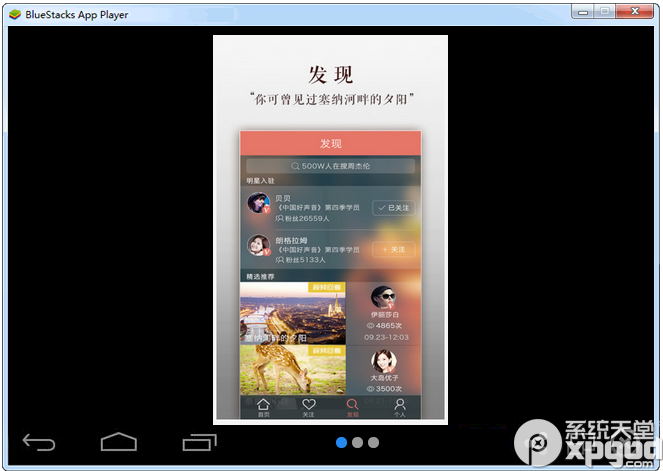 BlueStacks App Player
发现
“你可曾见过塞纳河畔的夕阳”
发现
500W人在搜周杰伦
明星入驻
贝贝
《中国好声音》第四季学员
已关注
粉丝26559人
朗格拉姆
《中国好声音》第四季学员
+ 关注
粉丝5133人
精选推荐
伊丽莎白
4865次
塞纳河畔的夕阳
09.23-12:03
大岛优子
3500次
首页
关注
发现
个人
系统天堂
xpgod